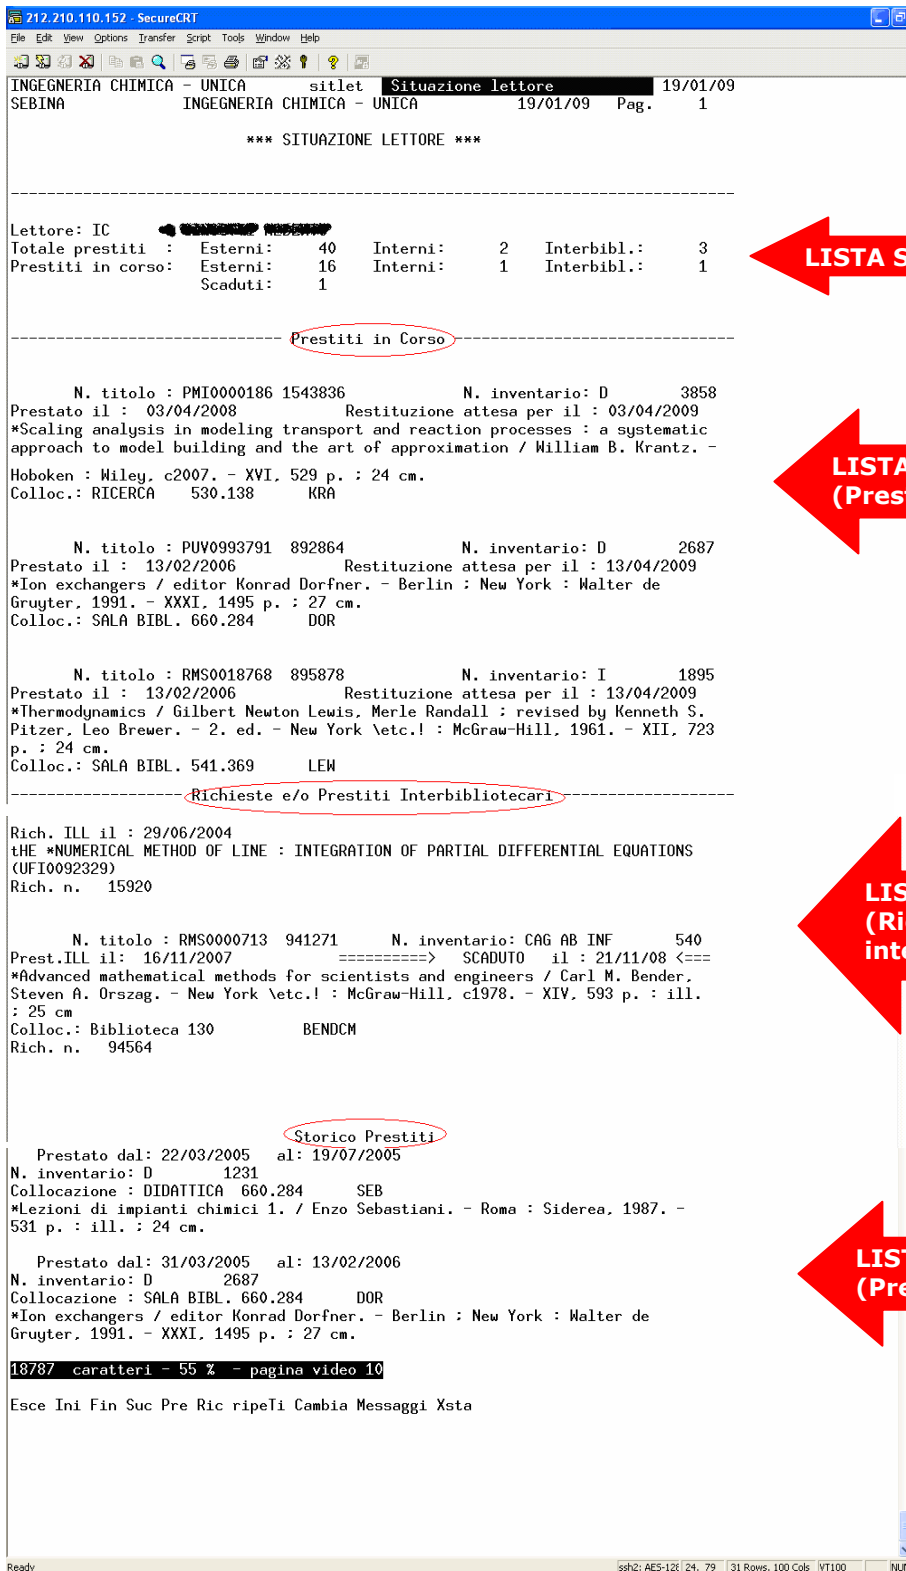 212.210.110.152 - SecureCRT
File Edit View Options Transfer Script Tools Window Help
INGEGNERIA CHIMICA - UNICA sitlet Situazione lettore 19/01/09
SEBINA INGEGNERIA CHIMICA - UNICA 19/01/09 Pag. 1
*** SITUAZIONE LETTORE ***
Lettore: IC
Totale prestiti : Esterni: 40 Interni: 2 Interbibl.: 3
Prestiti in corso: Esterni: 16 Interni: 1 Interbibl.: 1
Scaduti: 1
LISTA S
Prestiti in Corso
N. titolo : PMI0000186 1543836 N. inventario: D 3858
Prestato il : 03/04/2008 Restituzione attesa per il : 03/04/2009
*Scaling analysis in modeling transport and reaction processes : a systematic
approach to model building and the art of approximation / William B. Krantz. -
Hoboken : Wiley, c2007. - XVI, 529 p. ; 24 cm.
Colloc.: RICERCA 530.138 KRA
LISTA
(Prest
N. titolo : PUV0993791 892864 N. inventario: D 2687
Prestato il : 13/02/2006 Restituzione attesa per il : 13/04/2009
*Ion exchangers / editor Konrad Dorfner. - Berlin ; New York : Walter de
Gruyter, 1991. - XXXI, 1495 p. ; 27 cm.
Colloc.: SALA BIBL. 660.284 DOR
N. titolo : RMS0018768 895878 N. inventario: I 1895
Prestato il : 13/02/2006 Restituzione attesa per il : 13/04/2009
*Thermodynamics / Gilbert Newton Lewis, Merle Randall ; revised by Kenneth S.
Pitzer, Leo Brewer. - 2. ed. - New York \etc.! : McGraw-Hill, 1961. - XII, 723
p. ; 24 cm.
Colloc.: SALA BIBL. 541.369 LEW
Richieste e/o Prestiti Interbibliotecari
Rich. ILL il : 29/06/2004
tHE *NUMERICAL METHOD OF LINE : INTEGRATION OF PARTIAL DIFFERENTIAL EQUATIONS
(UFI0092329)
Rich. n. 15920
N. titolo : RMS0000713 941271 N. inventario: CAG AB INF 540
Prest.ILL il: 16/11/2007 ==========> SCADUTO il : 21/11/08 <===
*Advanced mathematical methods for scientists and engineers / Carl M. Bender,
Steven A. Orszag. - New York \etc.! : McGraw-Hill, c1978. - XIV, 593 p. : ill.
; 25 cm
Colloc.: Biblioteca 130 BENDCM
Rich. n. 94564
LIS
(Ri
inte
Storico Prestiti
Prestato dal: 22/03/2005 al: 19/07/2005
N. inventario: D 1231
Collocazione : DIDATTICA 660.284 SEB
*Lezioni di impianti chimici 1. / Enzo Sebastiani. - Roma : Siderea, 1987. -
531 p. : ill. ; 24 cm.
Prestato dal: 31/03/2005 al: 13/02/2006
N. inventario: D 2687
Collocazione : SALA BIBL. 660.284 DOR
*Ion exchangers / editor Konrad Dorfner. - Berlin ; New York : Walter de
Gruyter, 1991. - XXXI, 1495 p. ; 27 cm.
LIST
(Pre
18787 caratteri - 55 % - pagina video 10
Esce Ini Fin Suc Pre Ric ripeTi Cambia Messaggi Xsta
Ready ssh2: AES-128 24, 79 31 Rows, 100 Cols VT100 NUM